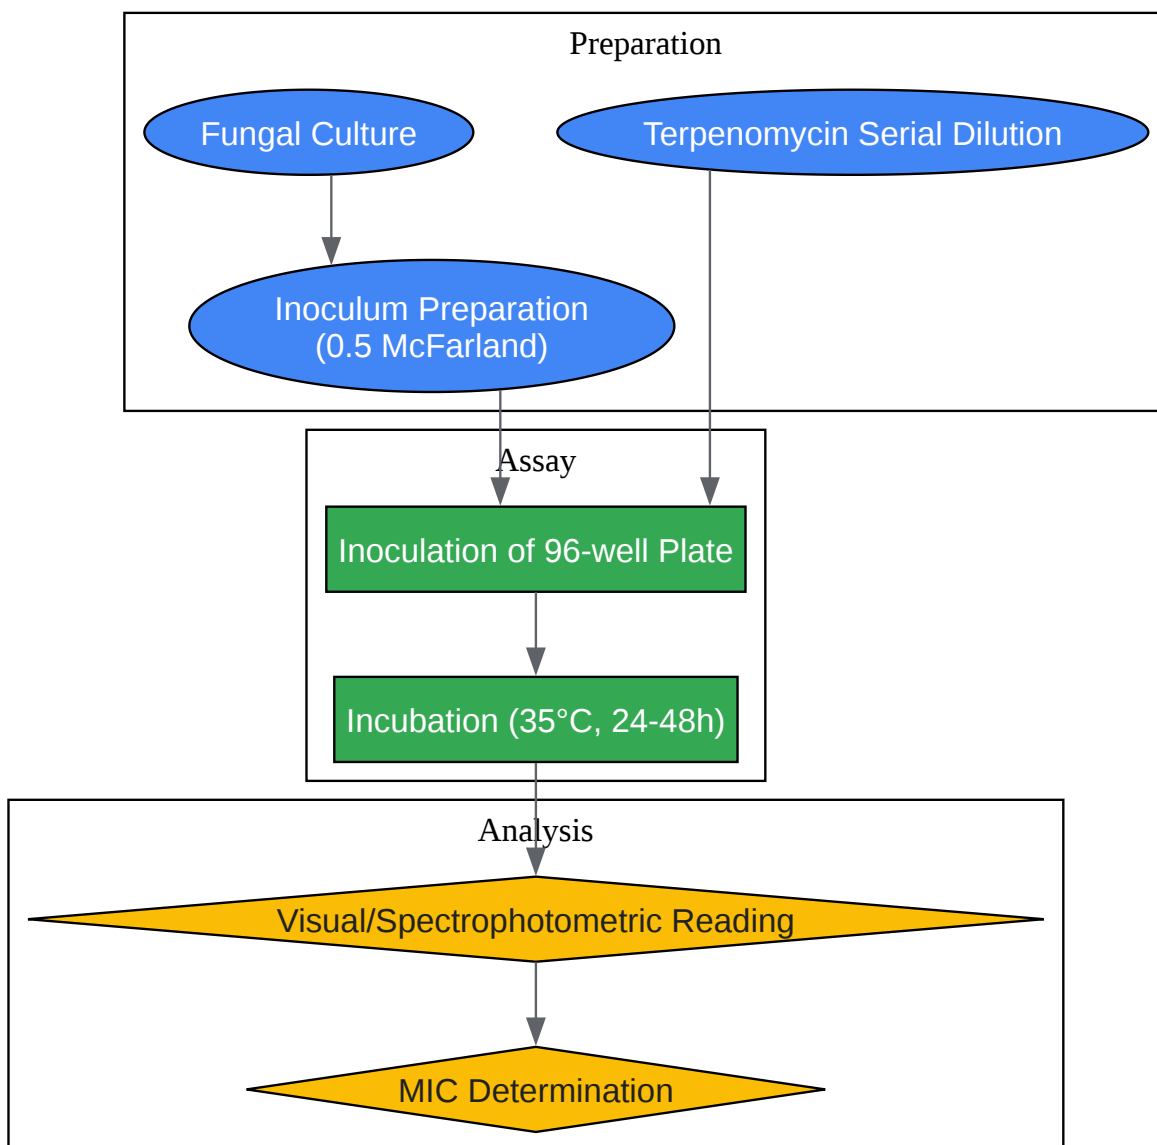 Preparation
Fungal Culture
Terpenomycin Serial Dilution
Inoculum Preparation
(0.5 McFarland)
Assay
Inoculation of 96-well Plate
Incubation (35°C, 24-48h)
Analysis
Visual/Spectrophotometric Reading
MIC Determination